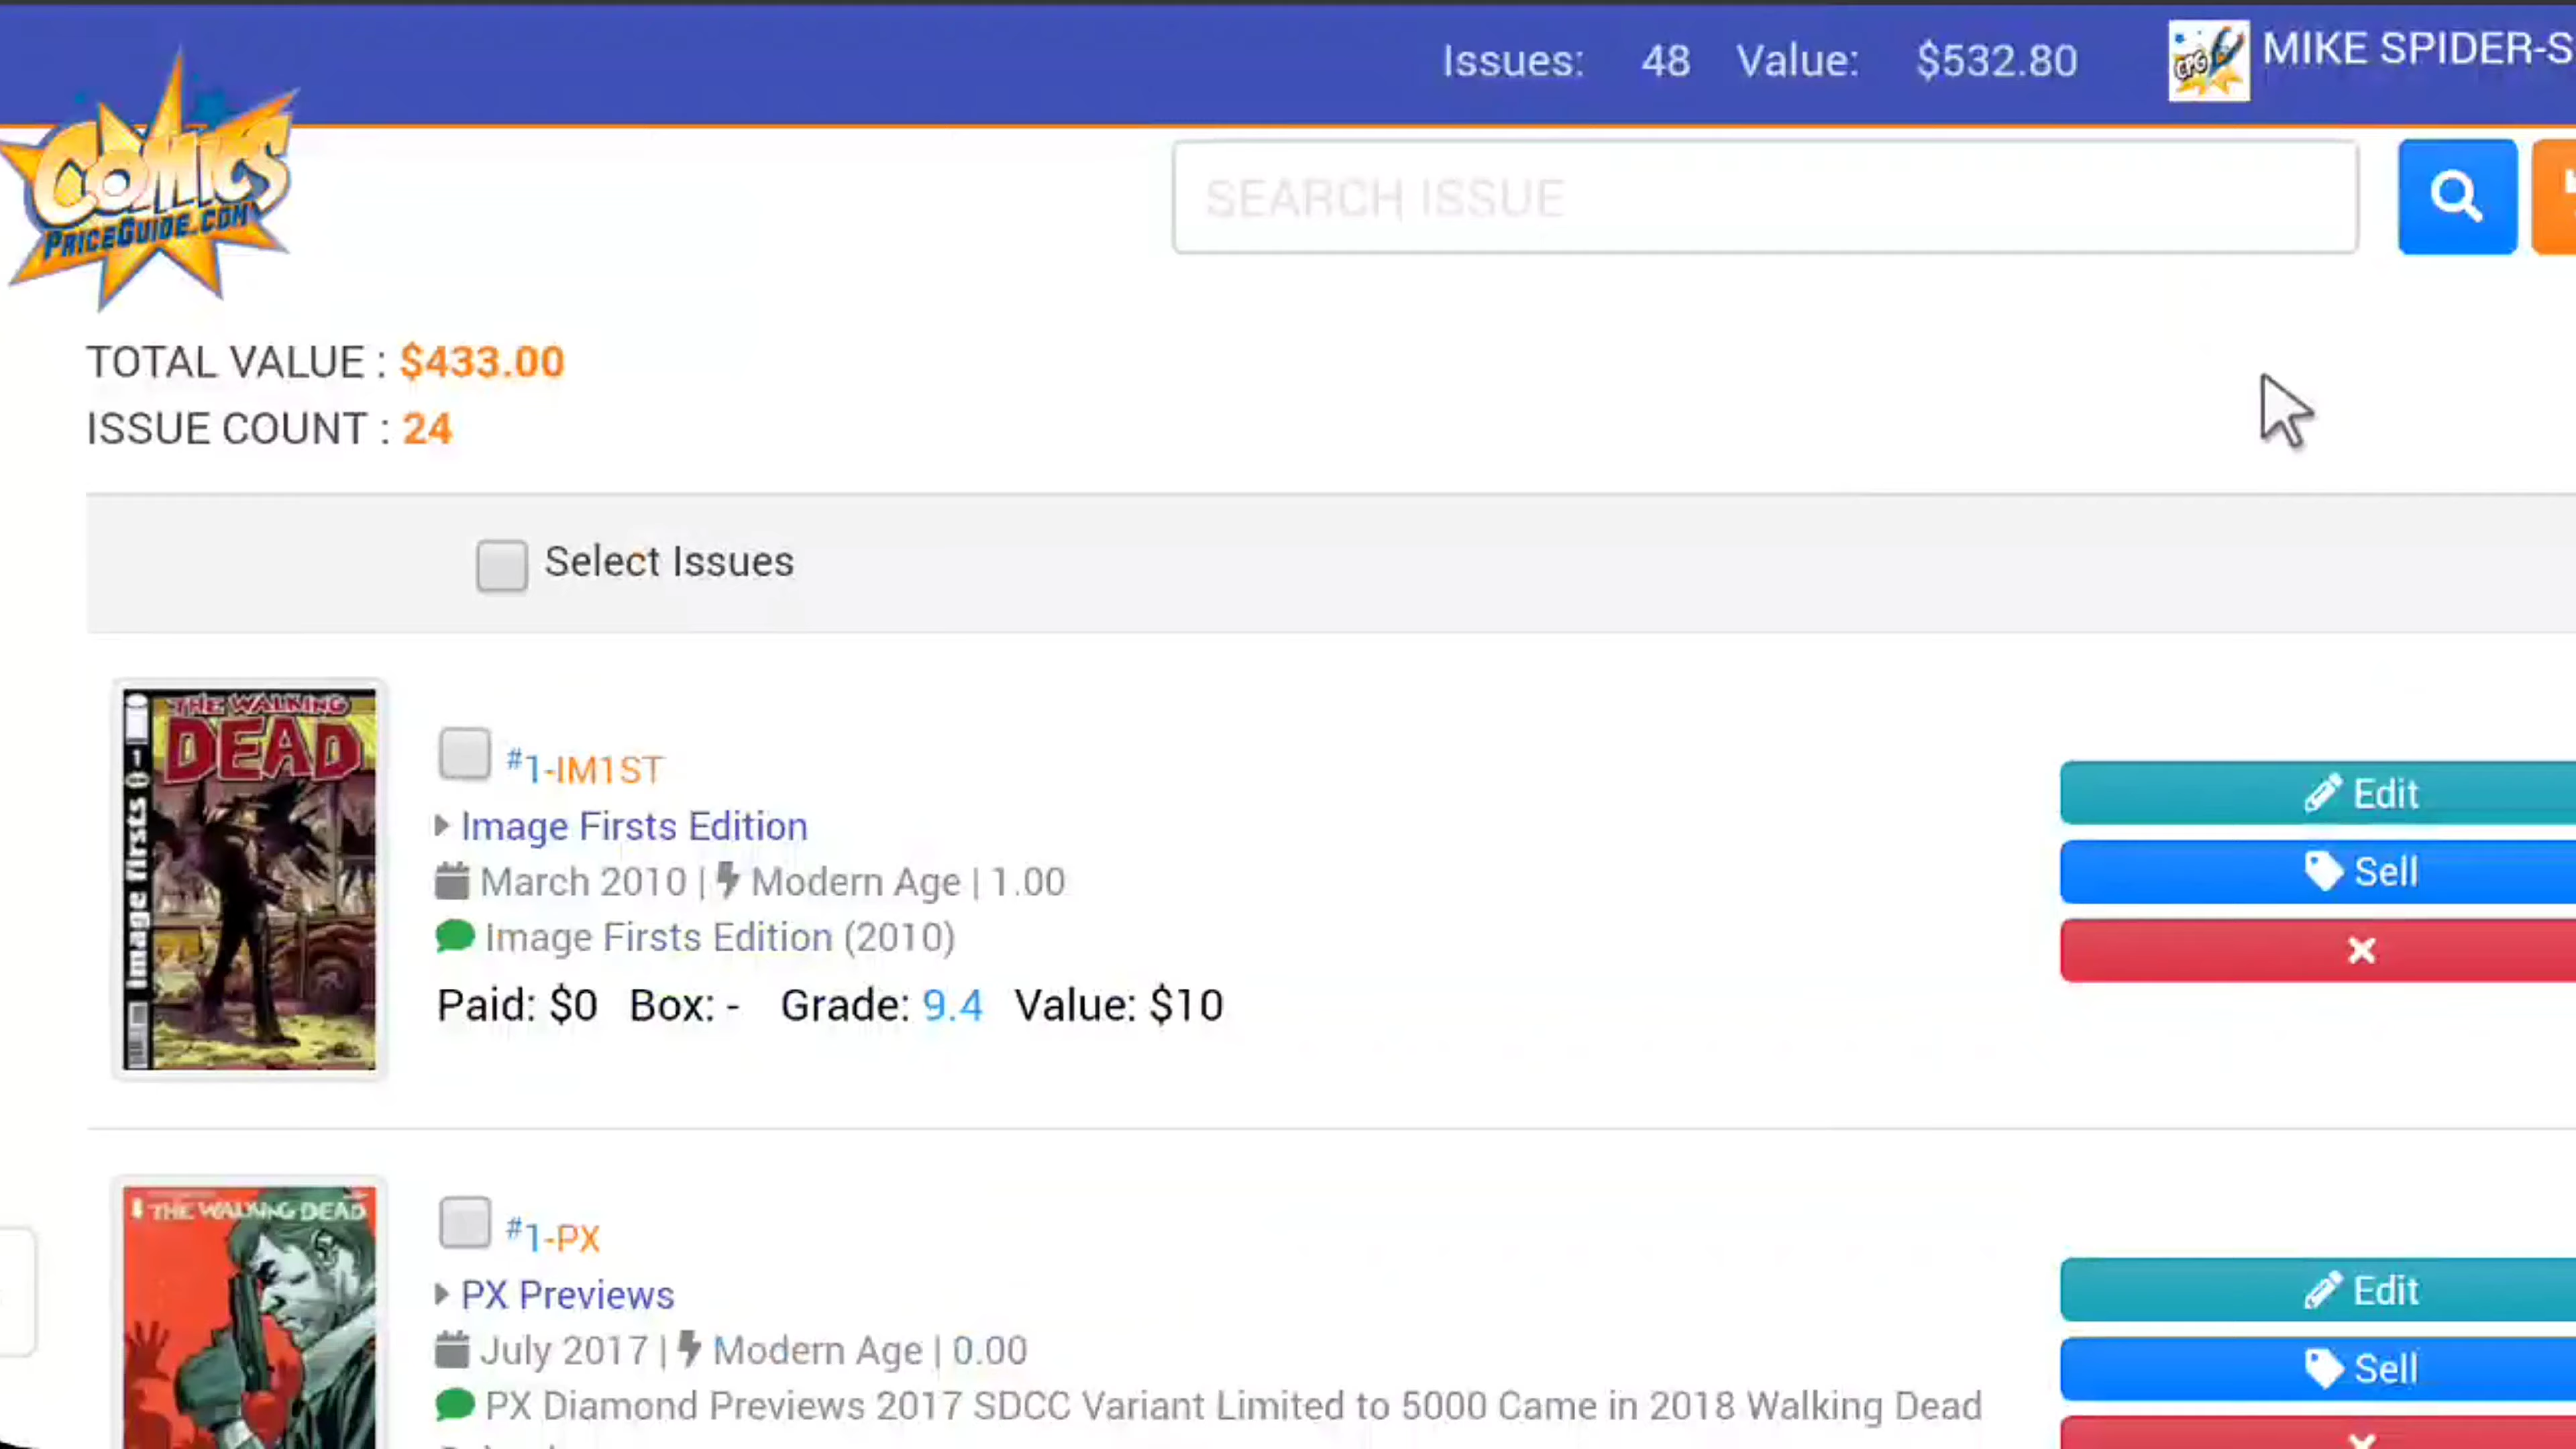 Issues: 48 Value: $532.80
CPG
MIKE SPIDER-S
COMICS
PRICEGUIDE.COM
SEARCH ISSUE
TOTAL VALUE : $433.00
ISSUE COUNT : 24
Select Issues
THE WALKING
DEAD
image firsts
1
#1-IM1ST
Image Firsts Edition
March 2010 | Modern Age | 1.00
Image Firsts Edition (2010)
Paid: $0 Box: - Grade: 9.4 Value: $10
Edit
Sell
THE WALKING DEAD
#1-PX
PX Previews
July 2017 | Modern Age | 0.00
PX Diamond Previews 2017 SDCC Variant Limited to 5000 Came in 2018 Walking Dead
Edit
Sell